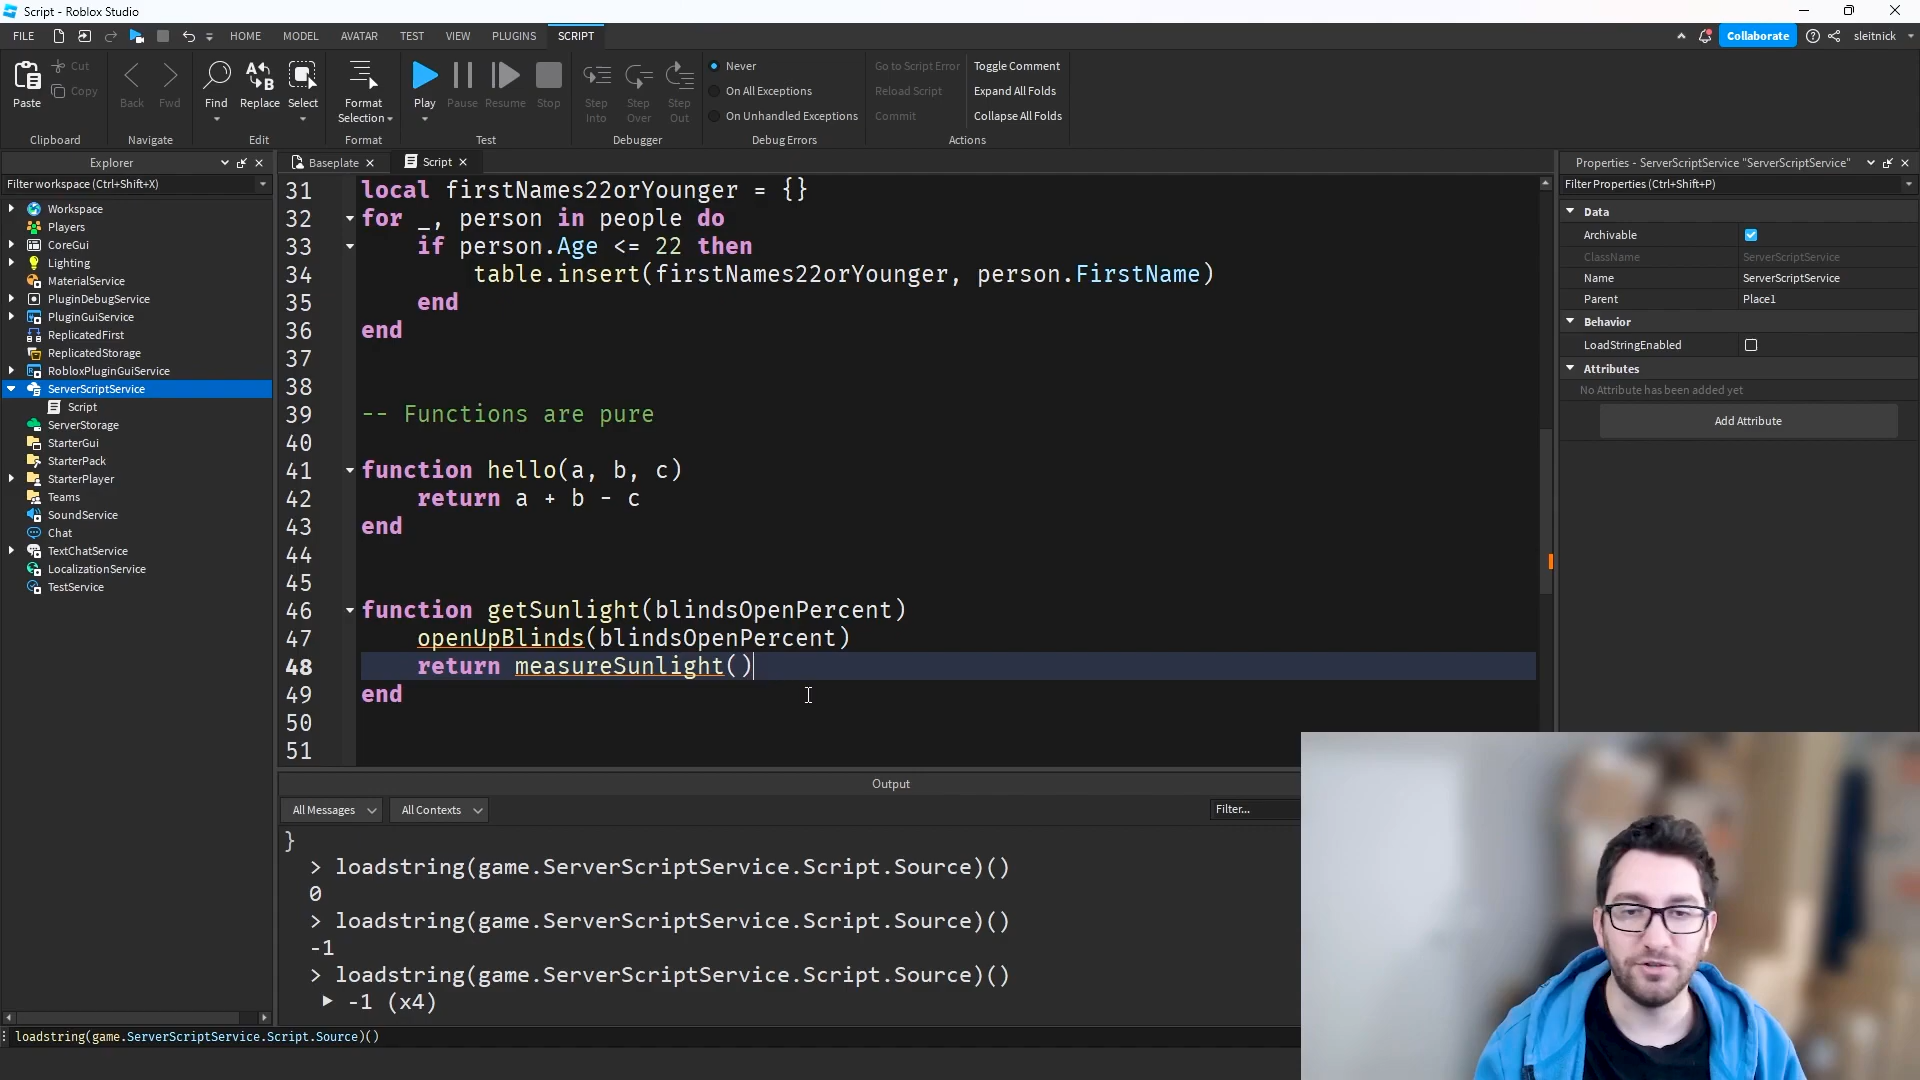 Script - Roblox Studio
FILE HOME MODEL AVATAR TEST VIEW PLUGINS SCRIPT Collaborate sleitnick
Paste Cut Copy Back Fwd Find Replace Select Format Selection Play Pause Resume Stop Step Into Step Over Step Out
Never
On All Exceptions
On Unhandled Exceptions
Go to Script Error
Reload Script
Commit
Toggle Comment
Expand All Folds
Collapse All Folds
Clipboard Navigate Edit Format Test Debugger Debug Errors Actions
Explorer
Filter workspace (Ctrl+Shift+X)
Workspace
Players
CoreGui
Lighting
MaterialService
PluginDebugService
PluginGuiService
ReplicatedFirst
ReplicatedStorage
RobloxPluginGuiService
ServerScriptService
Script
ServerStorage
StarterGui
StarterPack
StarterPlayer
Teams
SoundService
Chat
TextChatService
LocalizationService
TestService
Baseplate Script
31 local firstNames22orYounger = {}
32 for _, person in people do
33 if person.Age <= 22 then
34 table.insert(firstNames22orYounger, person.FirstName)
35 end
36 end
37
38
39 -- Functions are pure
40
41 function hello(a, b, c)
42 return a + b - c
43 end
44
45
46 function getSunlight(blindsOpenPercent)
47 openUpBlinds(blindsOpenPercent)
48 return measureSunlight()
49 end
50
51
Output
All Messages All Contexts Filter...
}
> loadstring(game.ServerScriptService.Script.Source)()
0
> loadstring(game.ServerScriptService.Script.Source)()
-1
> loadstring(game.ServerScriptService.Script.Source)()
-1 (x4)
loadstring(game.ServerScriptService.Script.Source)()
Properties - ServerScriptService "ServerScriptService"
Filter Properties (Ctrl+Shift+P)
Data
Archivable
ClassName ServerScriptService
Name ServerScriptService
Parent Place1
Behavior
LoadStringEnabled
Attributes
No Attribute has been added yet
Add Attribute